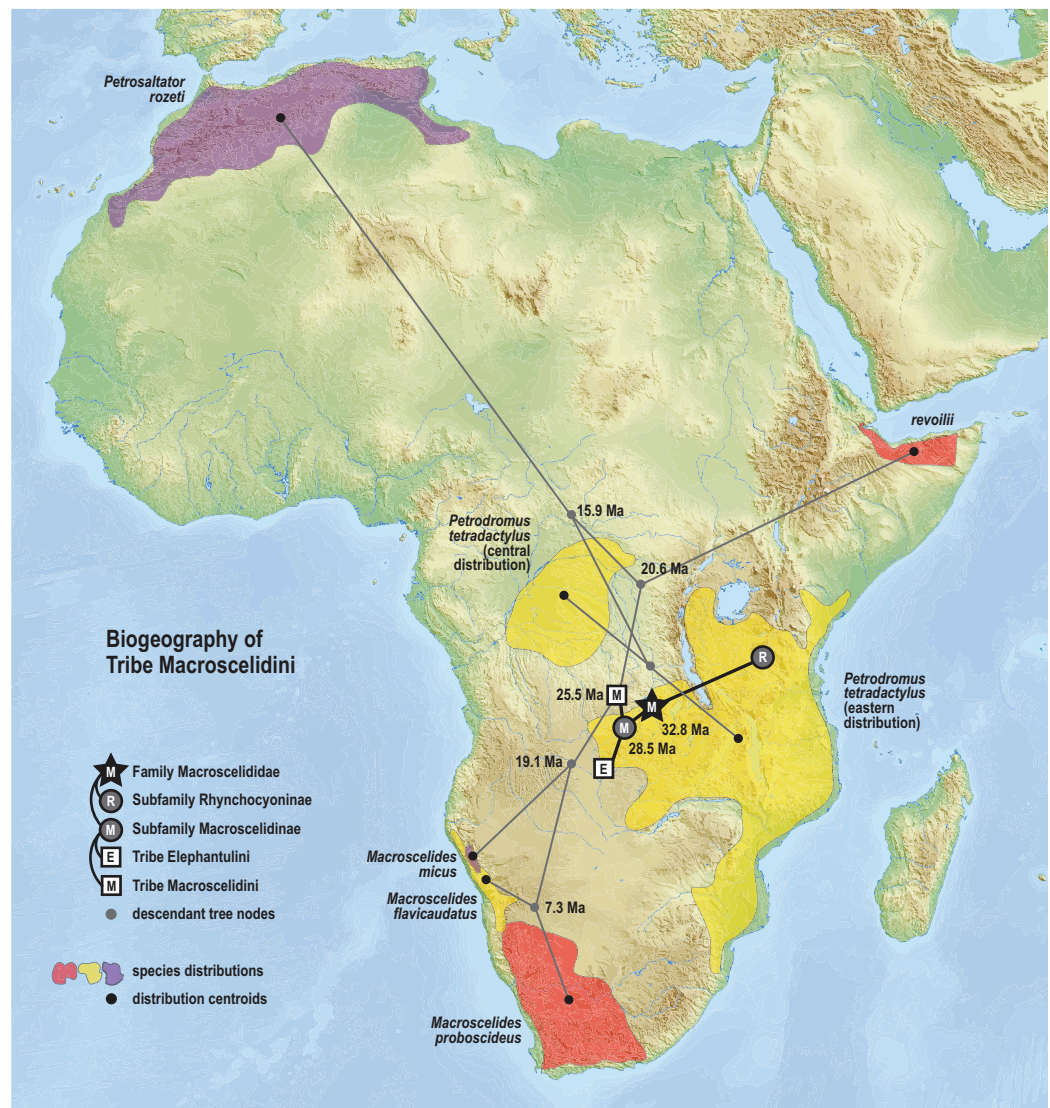 Petrosaltator
rozeti
revoilii
15.9 Ma
Petrodromus
tetradactylus
(central
distribution)
20.6 Ma
Biogeography of
Tribe Macroscelidini
R
25.5 Ma
M
M
32.8 Ma
M
28.5 Ma
Petrodromus
tetradactylus
(eastern
distribution)
19.1 Ma
E
M Family Macroscelididae
R Subfamily Rhynchocyoninae
M Subfamily Macroscelidinae
E Tribe Elephantulini
M Tribe Macroscelidini
descendant tree nodes
species distributions
distribution centroids
Macroscelides
micus
Macroscelides
flavicaudatus
7.3 Ma
Macroscelides
proboscideus